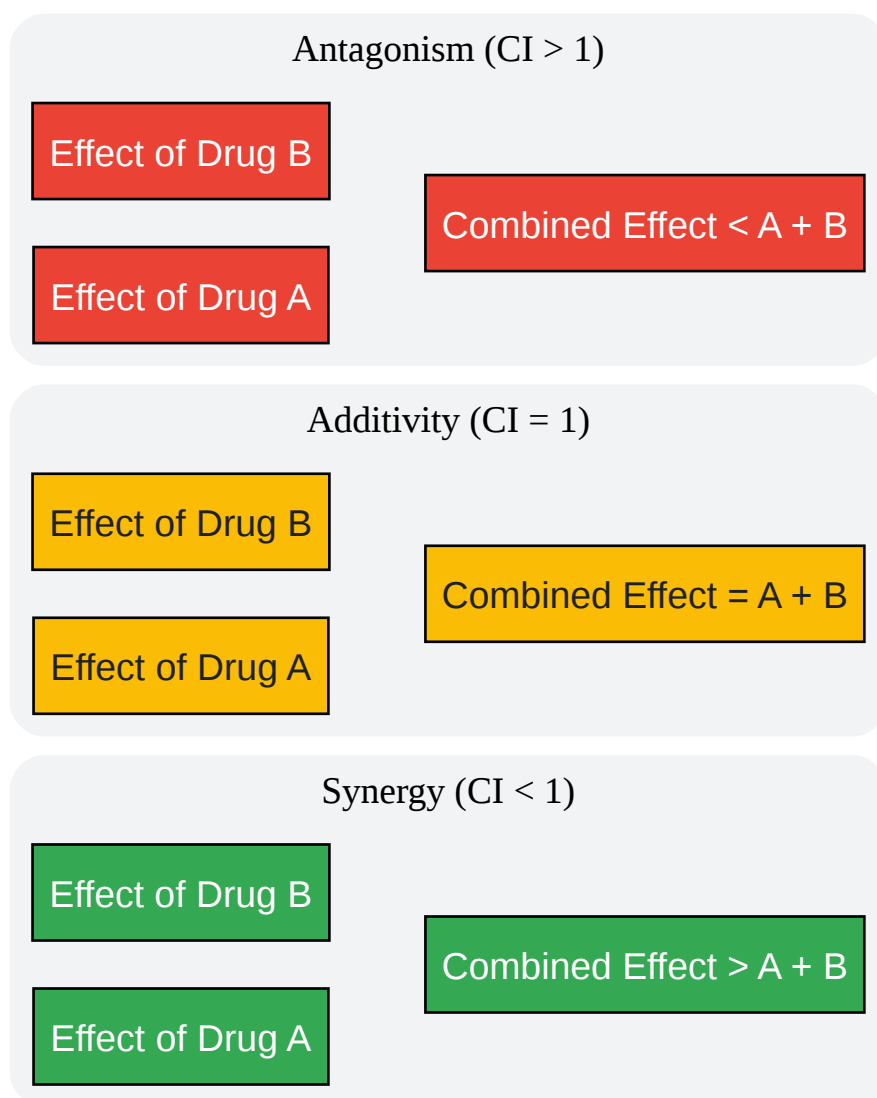 Antagonism (CI > 1)
Effect of Drug B
Combined Effect < A + B
Effect of Drug A
Additivity (CI = 1)
Effect of Drug B
Combined Effect = A + B
Effect of Drug A
Synergy (CI < 1)
Effect of Drug B
Combined Effect > A + B
Effect of Drug A